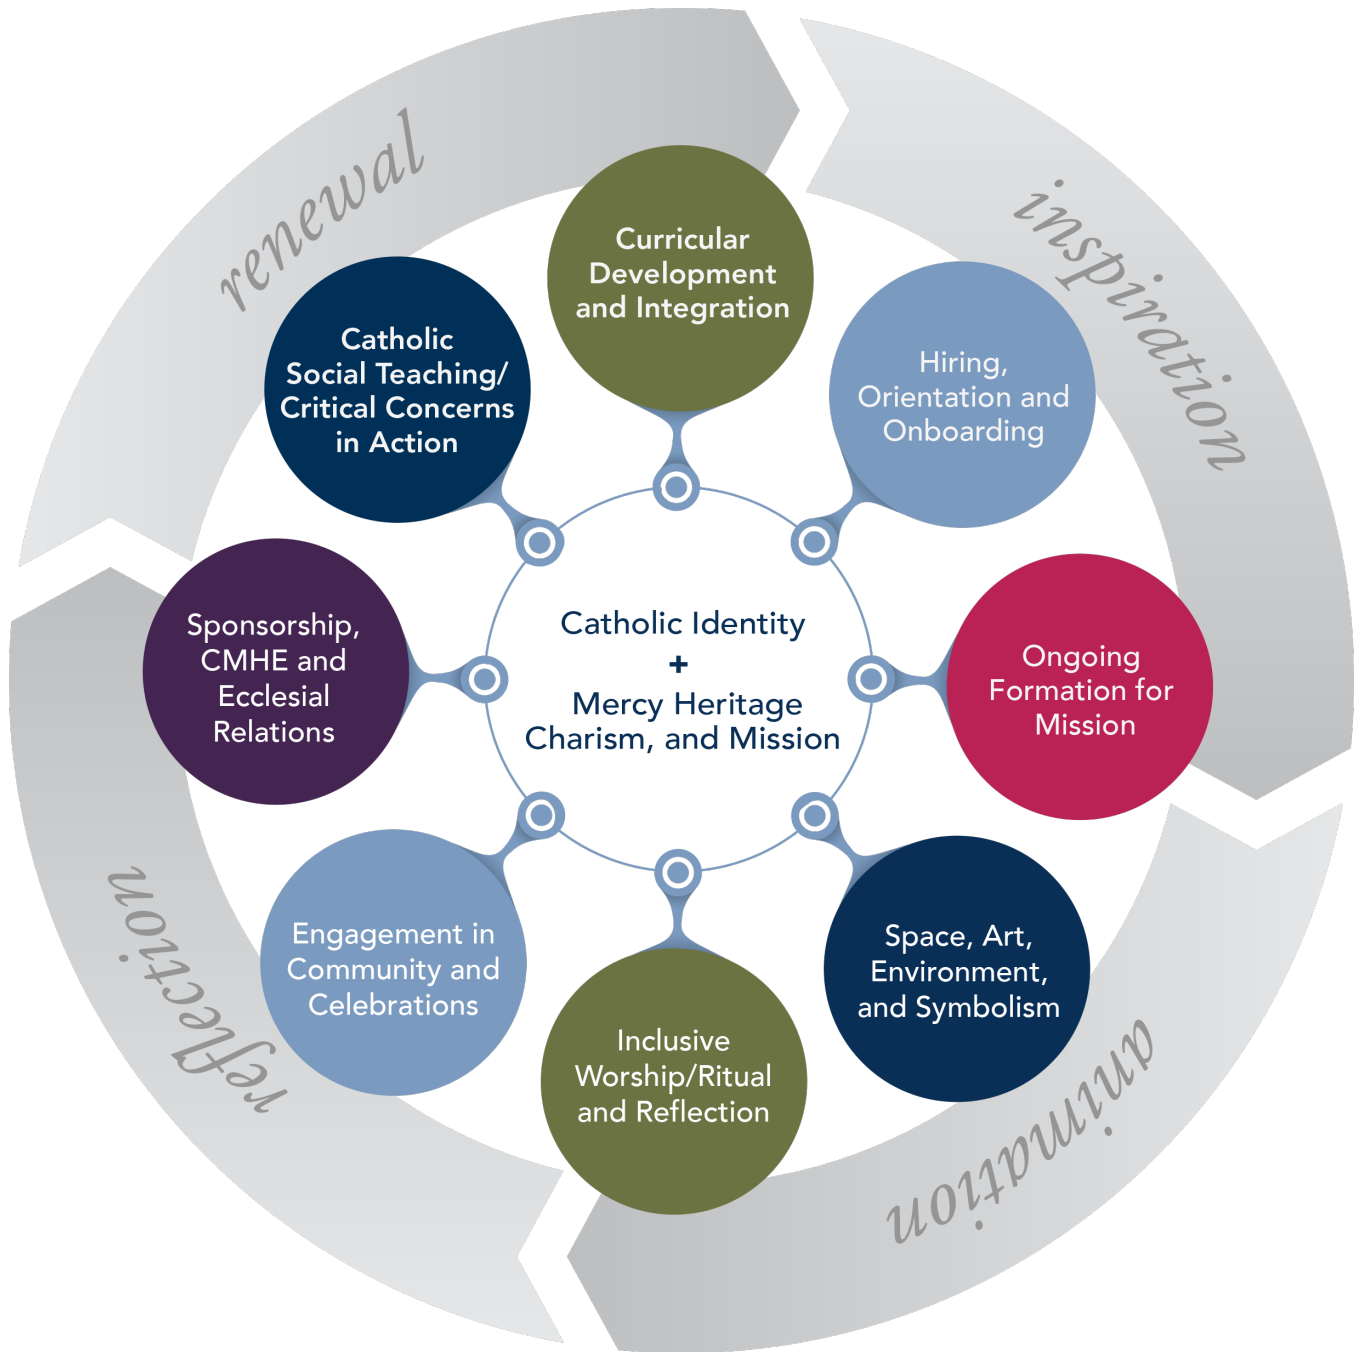 renewal
inspiration
Curricular
Development
and Integration
Hiring,
Orientation and
Onboarding
Catholic
Social Teaching/
Critical Concerns
in Action
Ongoing
Formation for
Mission
Catholic Identity
+
Mercy Heritage
Charism, and Mission
Sponsorship,
CMHE and
Ecclesial
Relations
Space, Art,
Environment,
and Symbolism
Engagement in
Community and
Celebrations
Inclusive
Worship/Ritual
and Reflection
animation
reflection